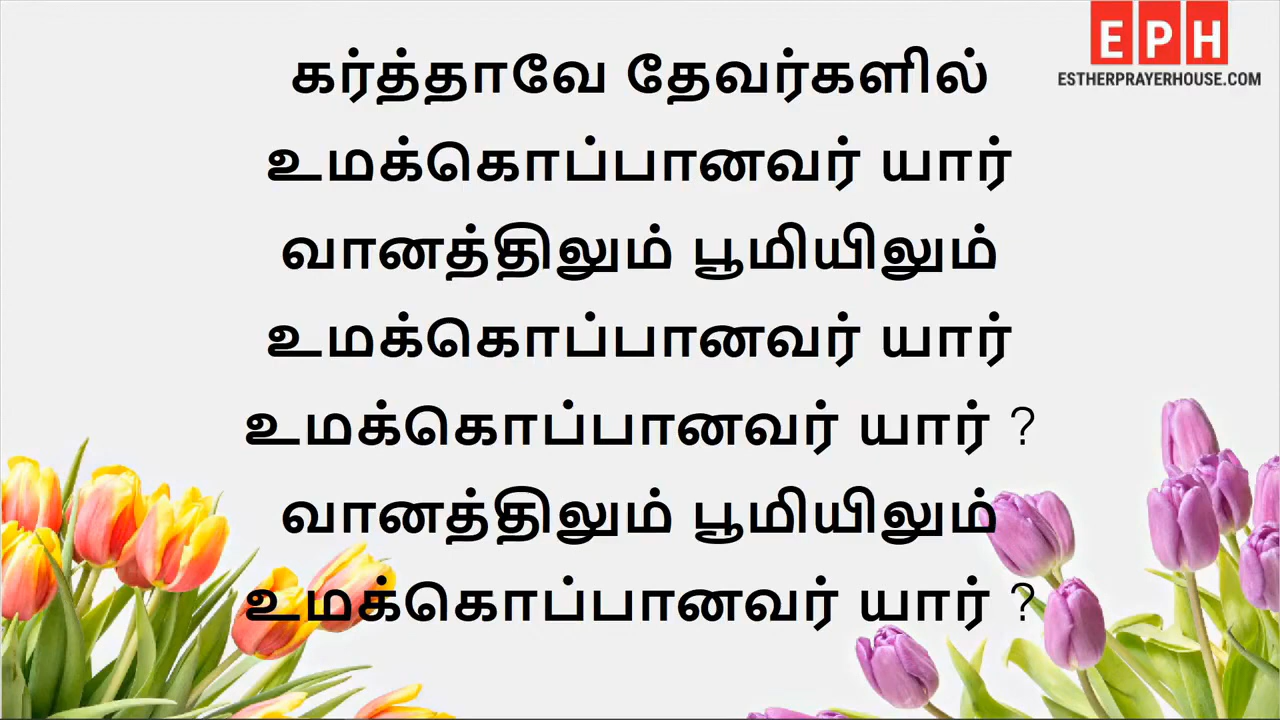 EPH
ESTHERPRAYERHOUSE.COM
கர்த்தாவே தேவர்களில்
உமக்கொப்பானவர் யார்
வானத்திலும் பூமியிலும்
உமக்கொப்பானவர் யார்
உமக்கொப்பானவர் யார் ?
வானத்திலும் பூமியிலும்
உமக்கொப்பானவர் யார் ?